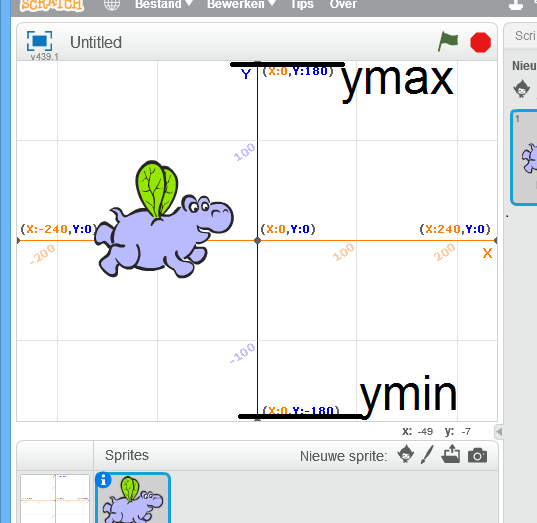 SCRATCH Bestand Bewerken Tips Over
Untitled
v439.1
Scri
Nieu
1
Y (X:0,Y:180) ymax
100
(X:-240,Y:0) (X:0,Y:0) (X:240,Y:0)
-200 100 200 X
-100
(X:0,Y:-180) ymin
x: -49 y: -7
Sprites Nieuwe sprite: